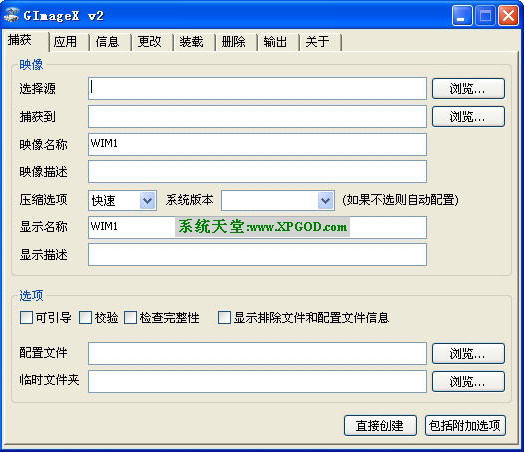 GImageX v2
捕获 应用 信息 更改 装载 删除 输出 关于
映像
选择源 浏览...
捕获到 浏览...
映像名称 WIM1
映像描述
压缩选项 快速 系统版本 (如果不选则自动配置)
显示名称 WIM1 系统天堂:www.XPGOD.com
显示描述
选项
可引导 校验 检查完整性 显示排除文件和配置文件信息
配置文件 浏览...
临时文件夹 浏览...
直接创建 包括附加选项